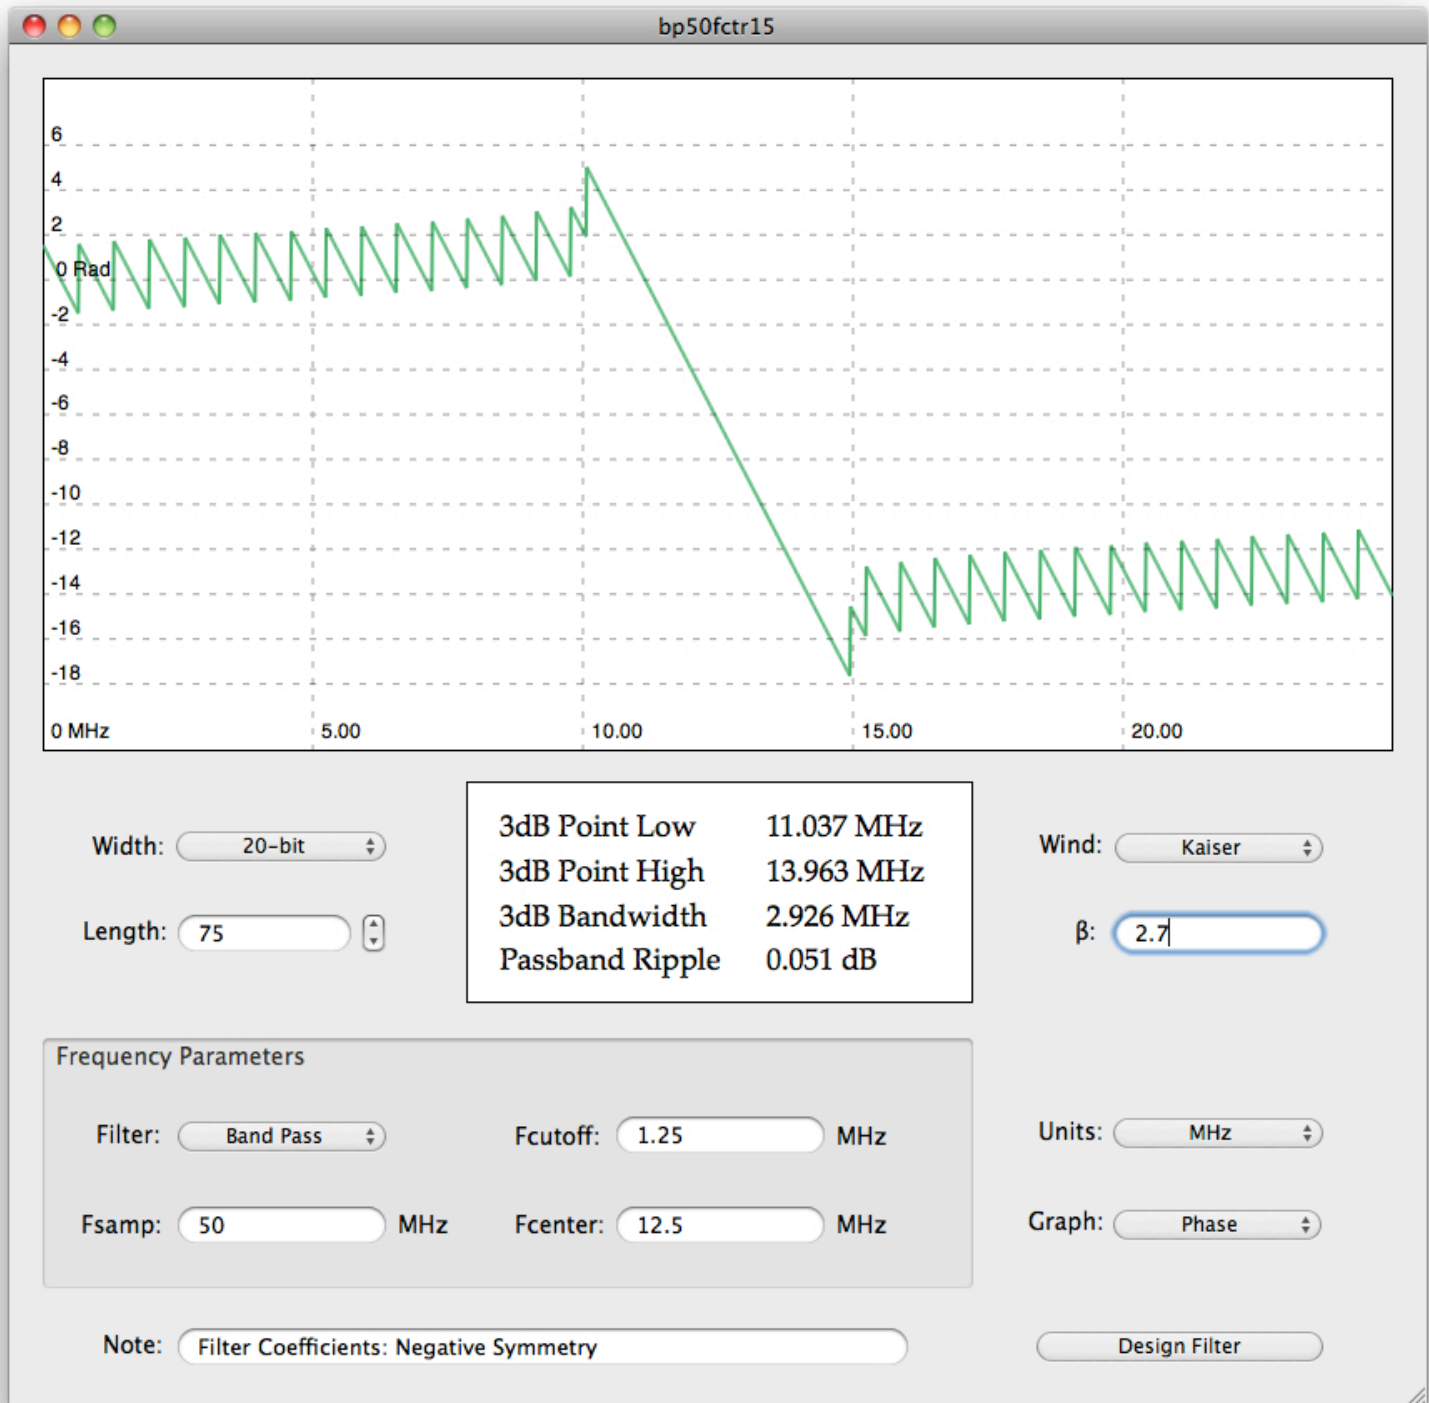 bp50fctr15
6
4
2
0 Rad
-2
-4
-6
-8
-10
-12
-14
-16
-18
0 MHz 5.00 10.00 15.00 20.00
Width: 20-bit
Length: 75
3dB Point Low 11.037 MHz
3dB Point High 13.963 MHz
3dB Bandwidth 2.926 MHz
Passband Ripple 0.051 dB
Wind: Kaiser
β: 2.7
Frequency Parameters
Filter: Band Pass Fcutoff: 1.25 MHz
Fsamp: 50 MHz Fcenter: 12.5 MHz
Units: MHz
Graph: Phase
Note: Filter Coefficients: Negative Symmetry
Design Filter